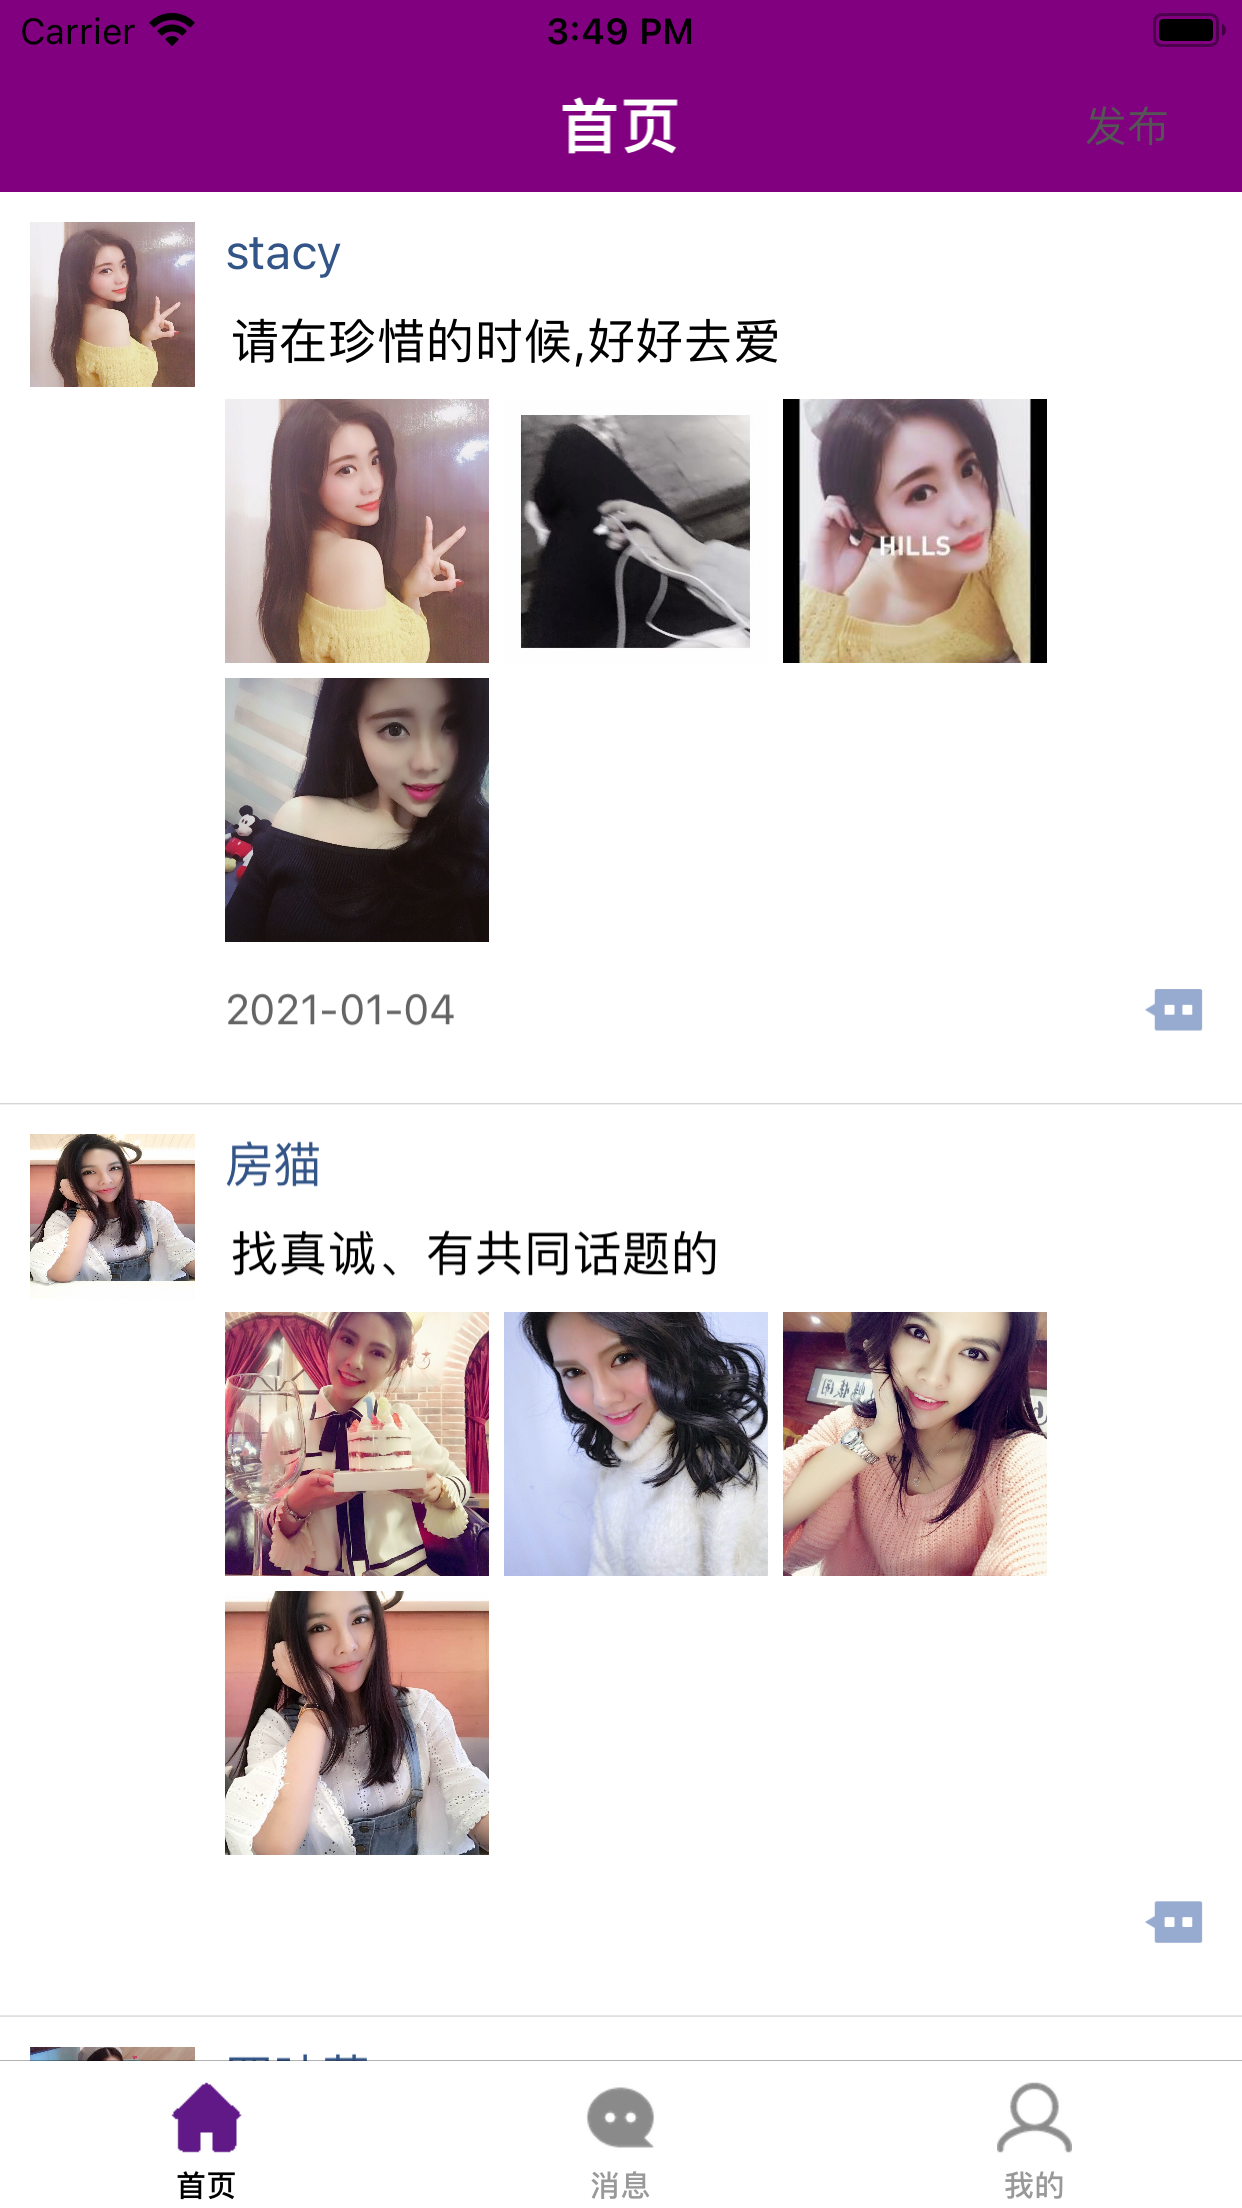 Carrier
3:49 PM
首页
发布
stacy
请在珍惜的时候,好好去爱
HILLS
2021-01-04
房猫
找真诚、有共同话题的
首页
消息
我的